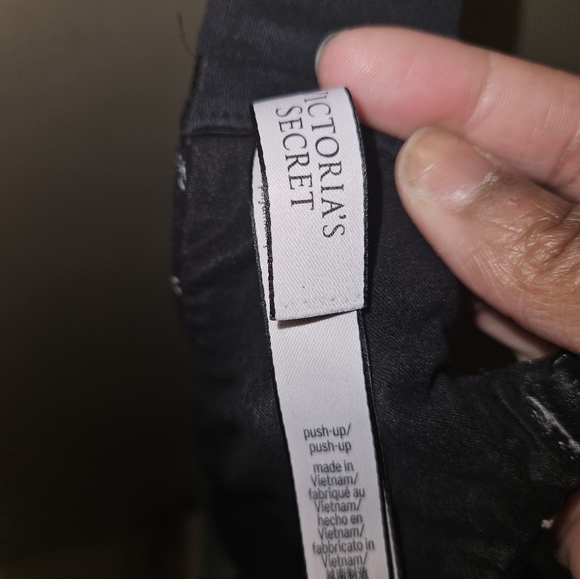 VICTORIA'S
SECRET
push-up/
push-up
made in
Vietnam/
fabriqué au
Vietnam/
hecho en
Vietnam/
fabbricato in
Vietnam/